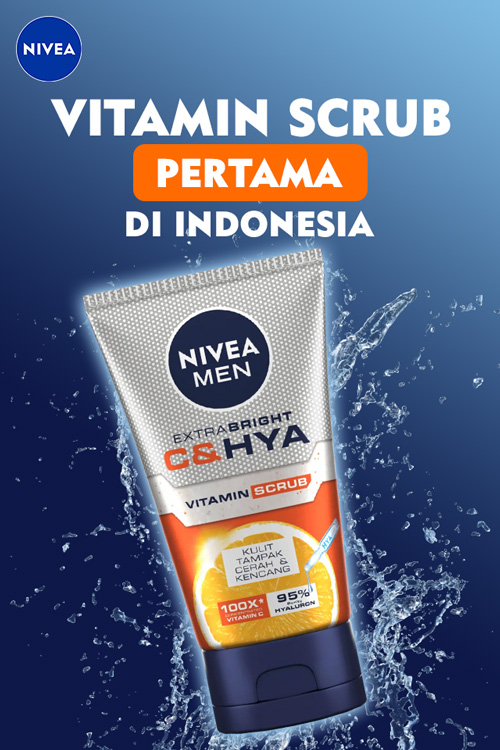 NIVEA
VITAMIN SCRUB
PERTAMA
DI INDONESIA
NIVEA
MEN
EXTRABRIGHT
C&HYA
VITAMIN SCRUB
KULIT
TAMPAK
CERAH &
KENCANG
100X*
VITAMIN C
95%
HYALURON